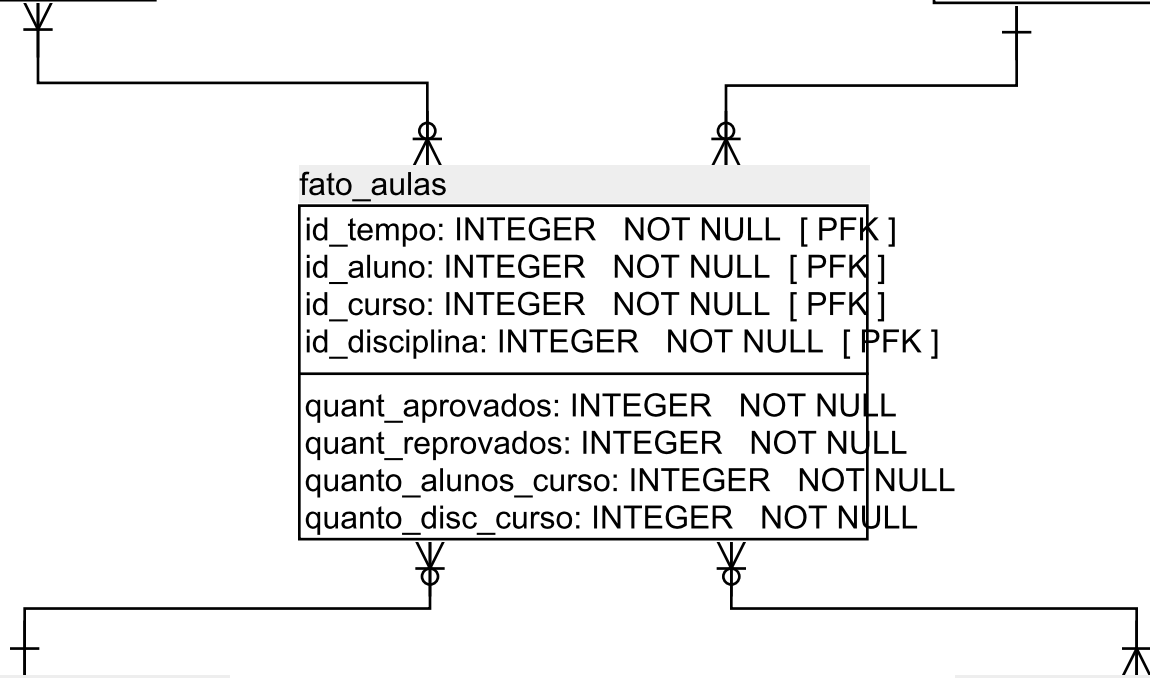 fato_aulas
id_tempo: INTEGER NOT NULL [ PFK ]
id_aluno: INTEGER NOT NULL [ PFK ]
id_curso: INTEGER NOT NULL [ PFK ]
id_disciplina: INTEGER NOT NULL [ PFK ]
quant_aprovados: INTEGER NOT NULL
quant_reprovados: INTEGER NOT NULL
quanto_alunos_curso: INTEGER NOT NULL
quanto_disc_curso: INTEGER NOT NULL